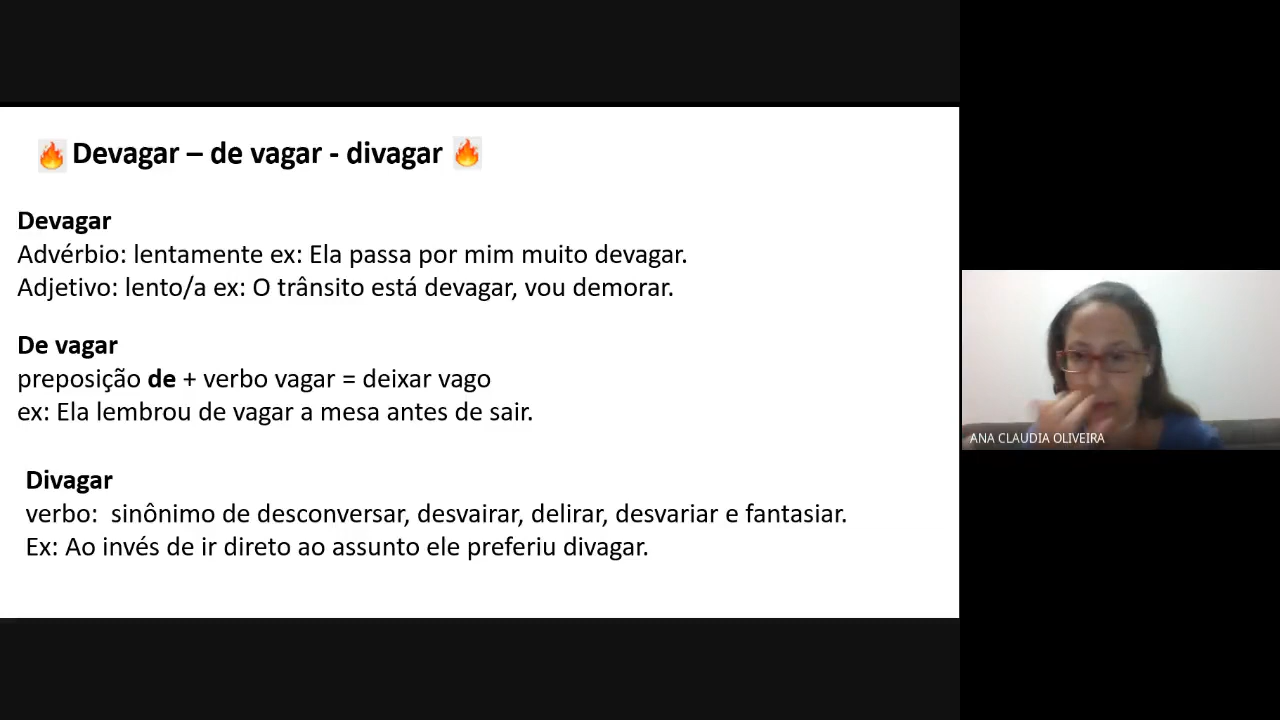 🔥 Devagar – de vagar - divagar 🔥
Devagar
Advérbio: lentamente ex: Ela passa por mim muito devagar.
Adjetivo: lento/a ex: O trânsito está devagar, vou demorar.
De vagar
preposição de + verbo vagar = deixar vago
ex: Ela lembrou de vagar a mesa antes de sair.
Divagar
verbo:  sinônimo de desconversar, desvairar, delirar, desvariar e fantasiar.
Ex: Ao invés de ir direto ao assunto ele preferiu divagar.
ANA CLAUDIA OLIVEIRA